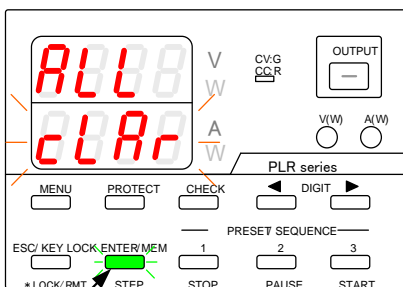 OUTPUT
ALL
V
W
CV:G
CC:R
cLAr
A
W
V(W) A(W)
PLR series
MENU PROTECT CHECK ◀ DIGIT ▶
PRESET/ SEQUENCE
ESC/ KEY LOCK ENTER/MEM 1 2 3
*LOCK/RMT STEP STOP PAUSE START